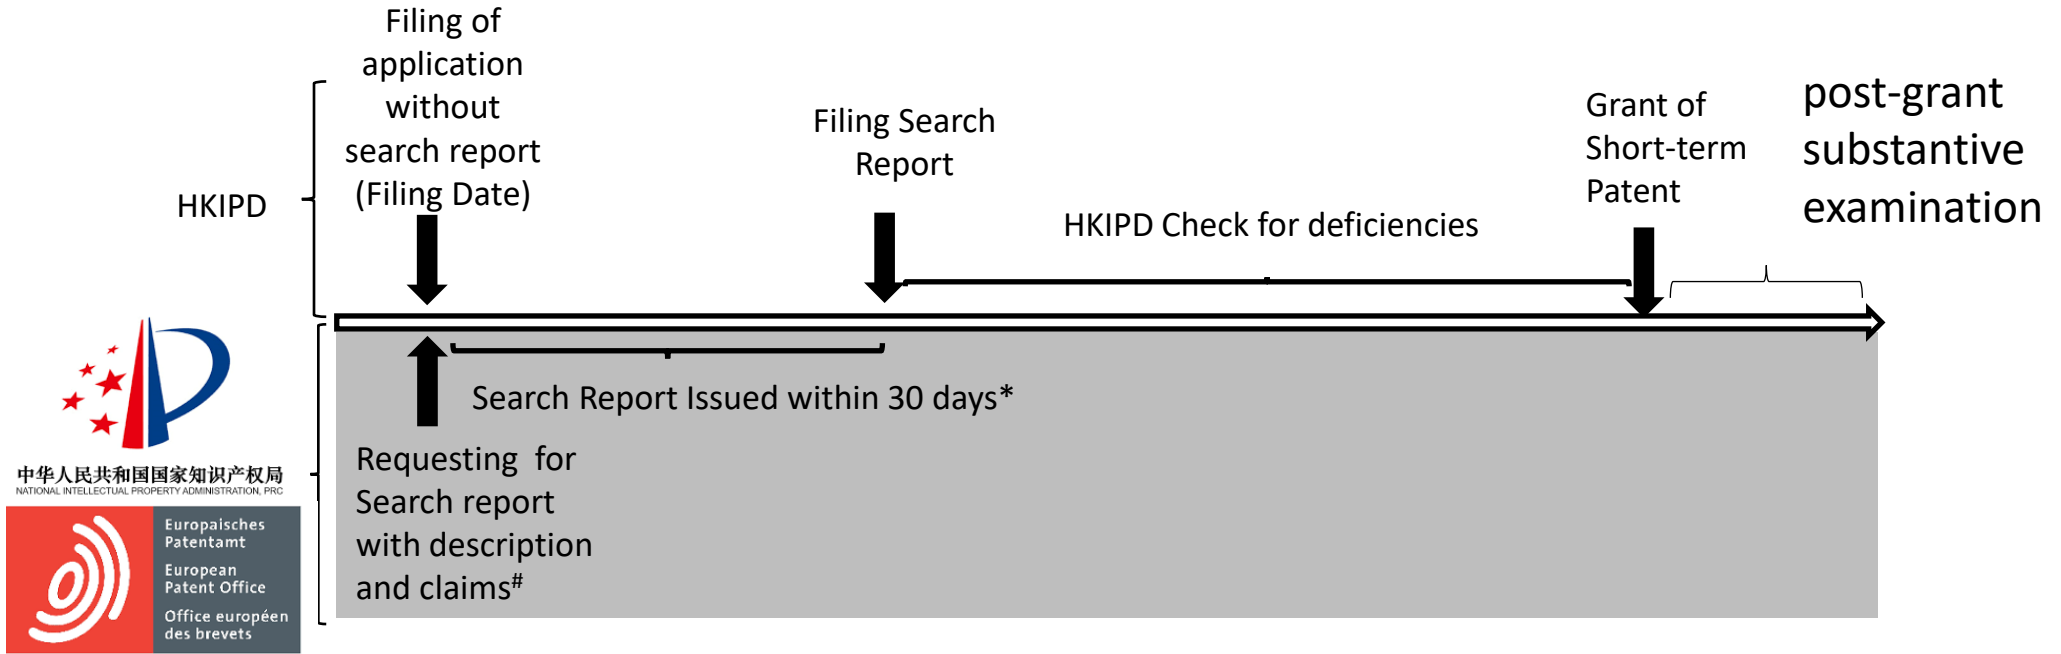 Filing of
application
without
search report
(Filing Date)
HKIPD
Filing Search
Report
HKIPD Check for deficiencies
Grant of
Short-term
Patent
post-grant
substantive
examination
Search Report Issued within 30 days*
Requesting for
Search report
with description
and claims#
中华人民共和国国家知识产权局
NATIONAL INTELLECTUAL PROPERTY ADMINISTRATION, PRC
Europäisches
Patentamt
European
Patent Office
Office européen
des brevets